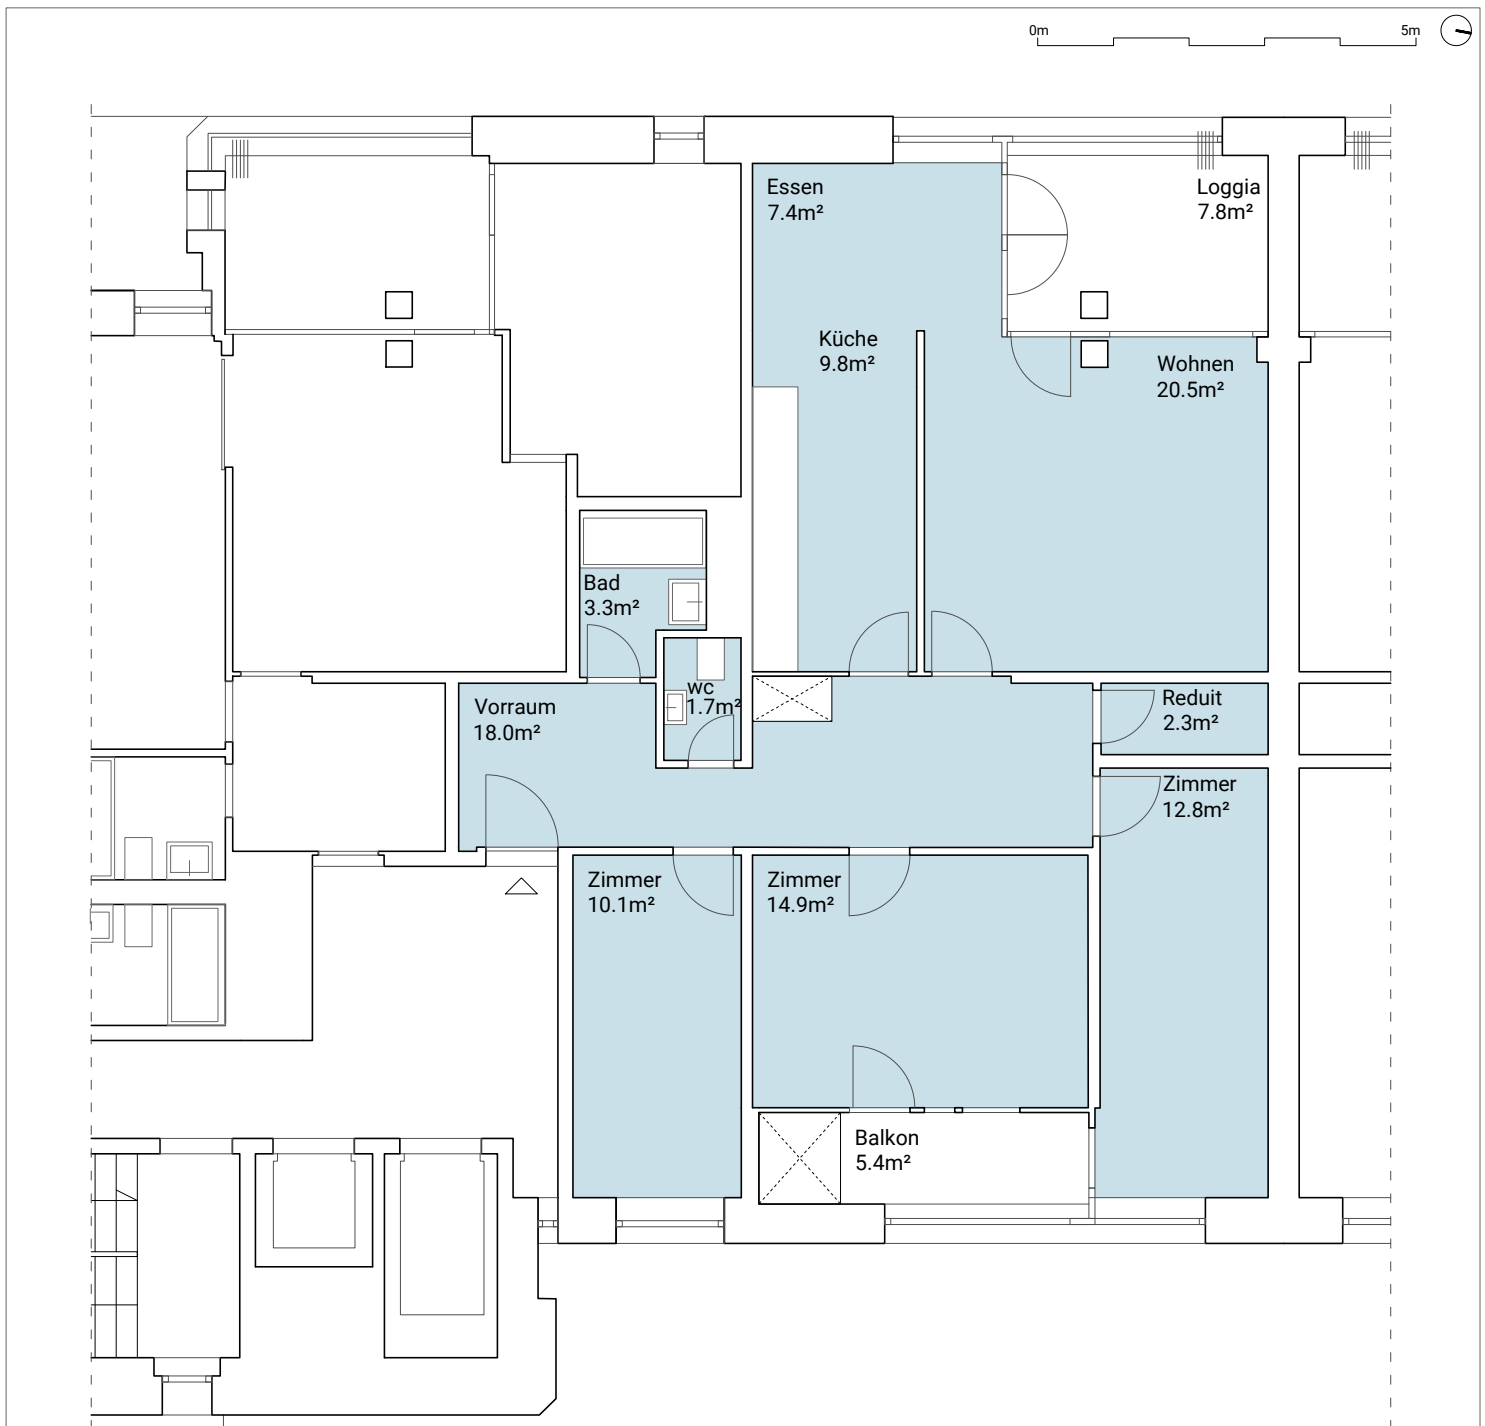 0m
5m
Essen
7.4m²
Loggia
7.8m²
Küche
9.8m²
Wohnen
20.5m²
Bad
3.3m²
wc
1.7m²
Vorraum
18.0m²
Reduit
2.3m²
Zimmer
12.8m²
Zimmer
10.1m²
Zimmer
14.9m²
Balkon
5.4m²